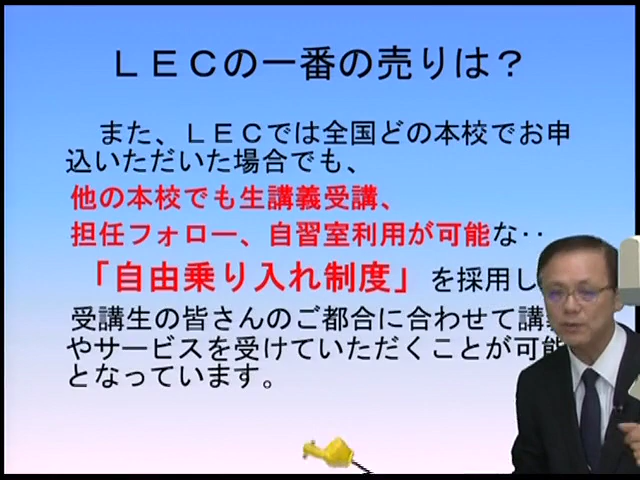 LECの一番の売りは?
また、LECでは全国どの本校でお申
込いただいた場合でも、
他の本校でも生講義受講、
担任フォロー、自習室利用が可能な‥
「自由乗り入れ制度」を採用し
受講生の皆さんのご都合に合わせて講
やサービスを受けていただくことが可能
となっています。